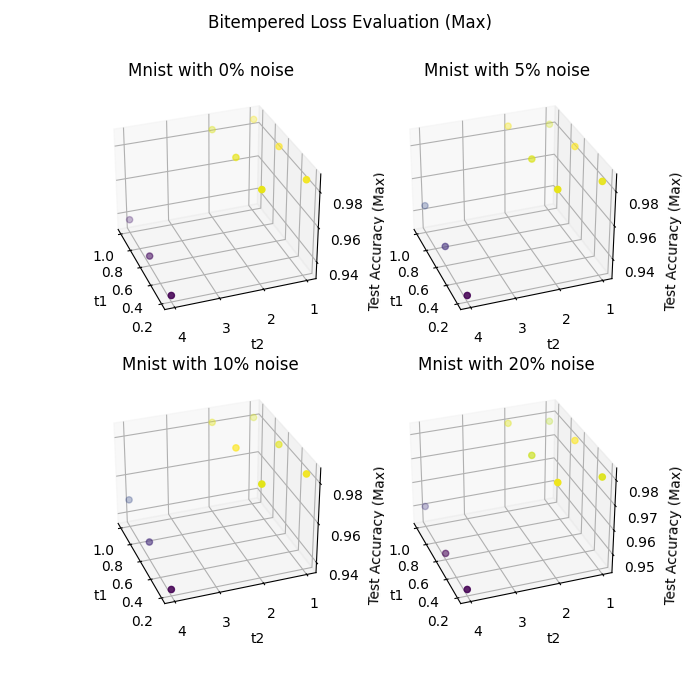 Bitempered Loss Evaluation (Max)
Mnist with 0% noise
1.0
0.8
0.6
0.4
0.2
t1
4
3
2
1
t2
0.98
0.96
0.94
Test Accuracy (Max)
Mnist with 5% noise
1.0
0.8
0.6
0.4
0.2
t1
4
3
2
1
t2
0.98
0.96
0.94
Test Accuracy (Max)
Mnist with 10% noise
1.0
0.8
0.6
0.4
0.2
t1
4
3
2
1
t2
0.98
0.96
0.94
Test Accuracy (Max)
Mnist with 20% noise
1.0
0.8
0.6
0.4
0.2
t1
4
3
2
1
t2
0.98
0.97
0.96
0.95
Test Accuracy (Max)